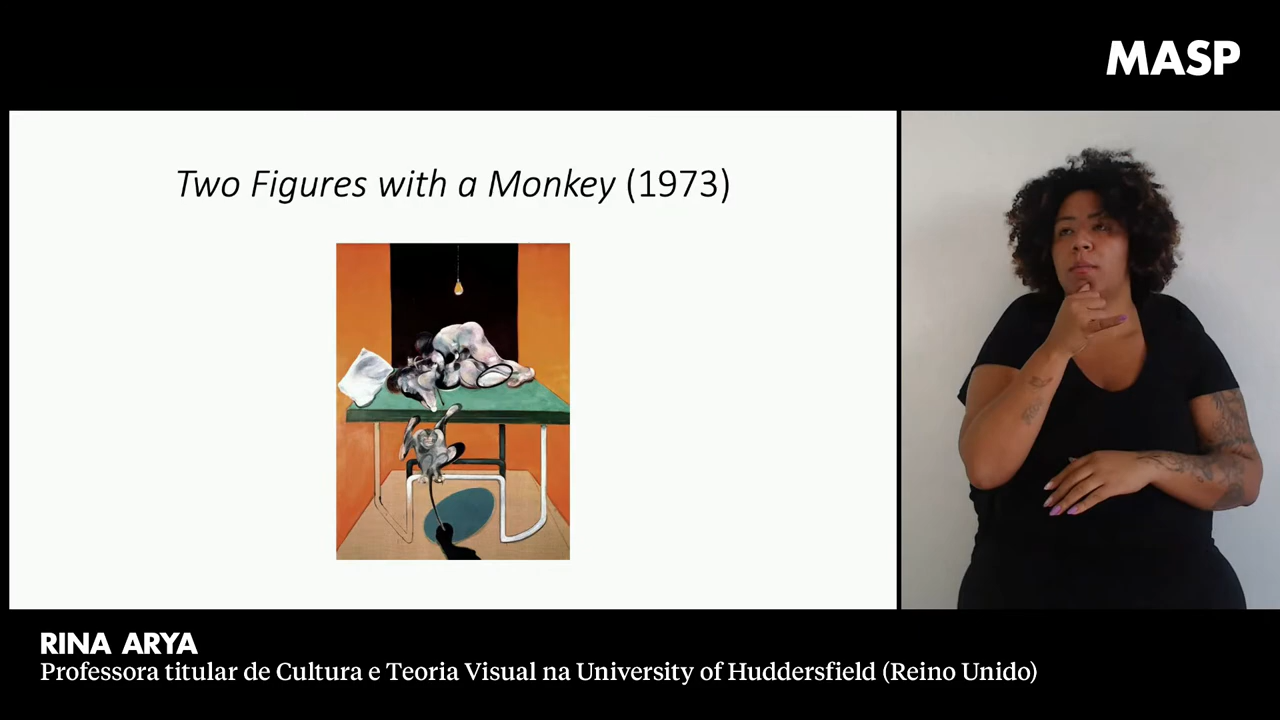 MASP
Two Figures with a Monkey (1973)
RINA ARYA
Professora titular de Cultura e Teoria Visual na University of Huddersfield (Reino Unido)